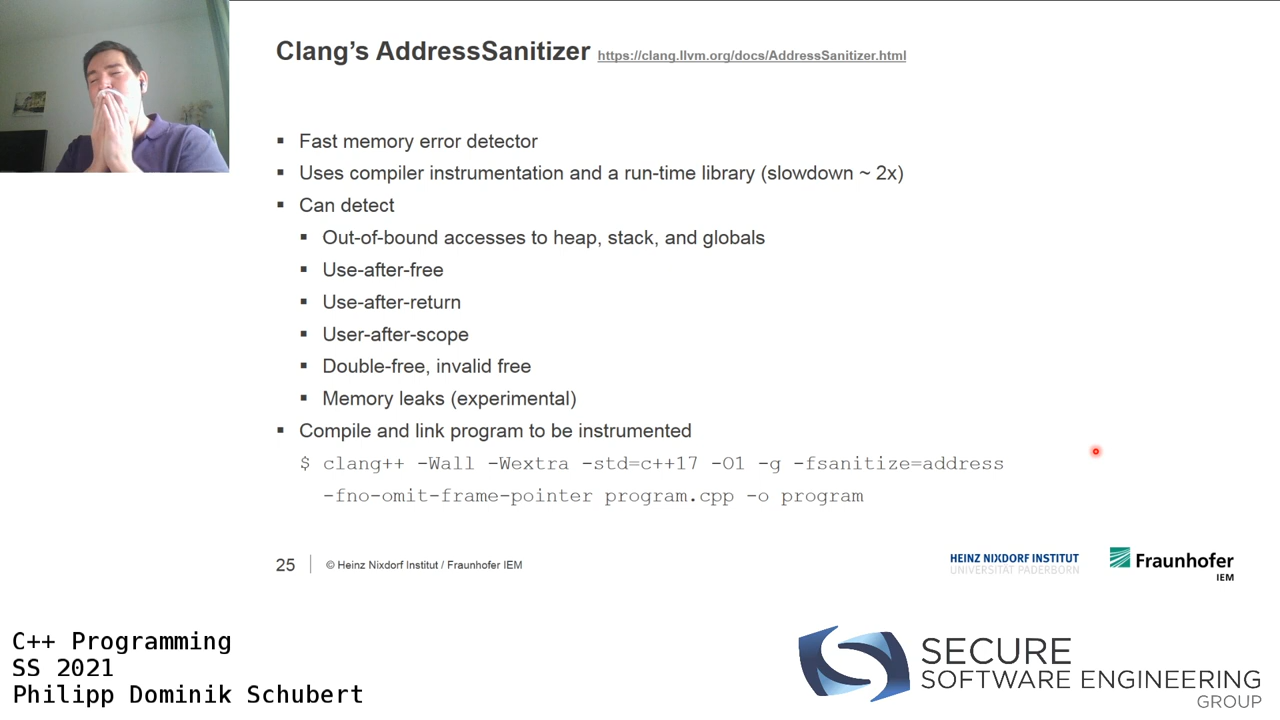 Clang’s AddressSanitizer https://clang.llvm.org/docs/AddressSanitizer.html
▪ Fast memory error detector
▪ Uses compiler instrumentation and a run-time library (slowdown ~ 2x)
▪ Can detect
▪ Out-of-bound accesses to heap, stack, and globals
▪ Use-after-free
▪ Use-after-return
▪ User-after-scope
▪ Double-free, invalid free
▪ Memory leaks (experimental)
▪ Compile and link program to be instrumented
$ clang++ -Wall -Wextra -std=c++17 -O1 -g -fsanitize=address
-fno-omit-frame-pointer program.cpp -o program
25 © Heinz Nixdorf Institut / Fraunhofer IEM
HEINZ NIXDORF INSTITUT
UNIVERSITÄT PADERBORN
Fraunhofer
IEM
C++ Programming
SS 2021
Philipp Dominik Schubert
SECURE
SOFTWARE ENGINEERING
GROUP